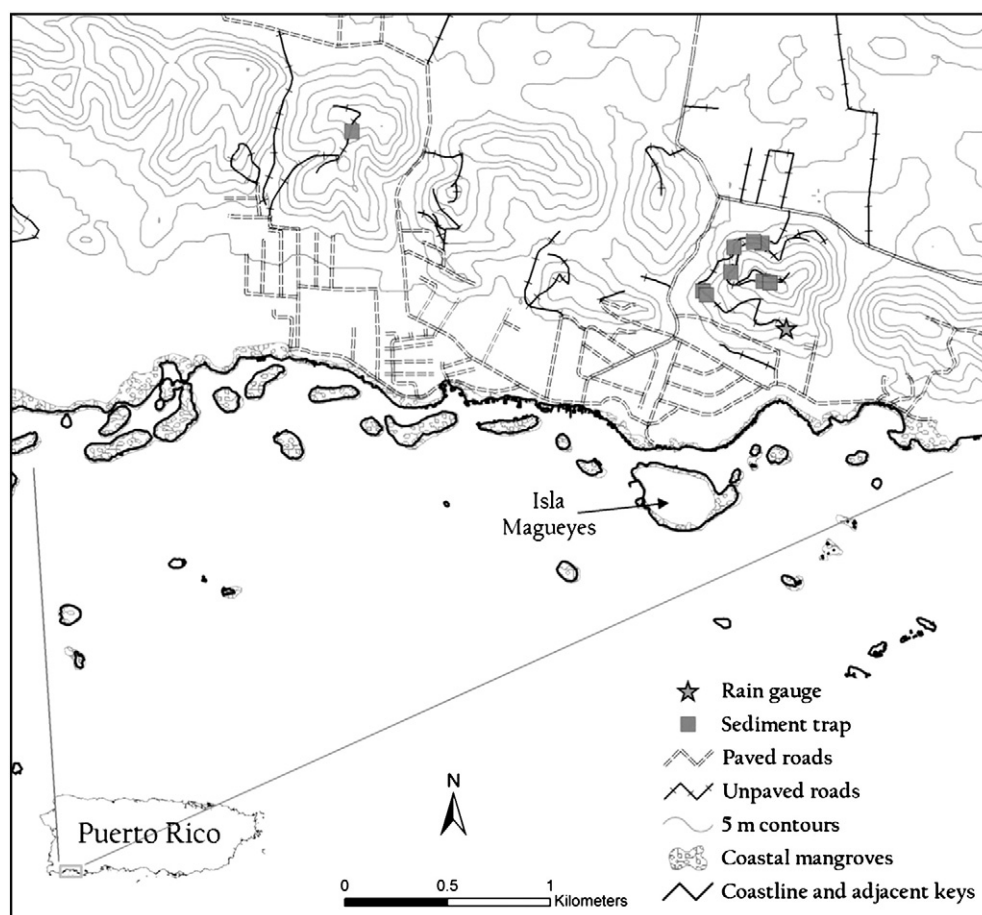 Isla
Magueyes
Rain gauge
Sediment trap
Paved roads
Unpaved roads
5 m contours
Coastal mangroves
Coastline and adjacent keys
N
Puerto Rico
0 0.5 1
Kilometers